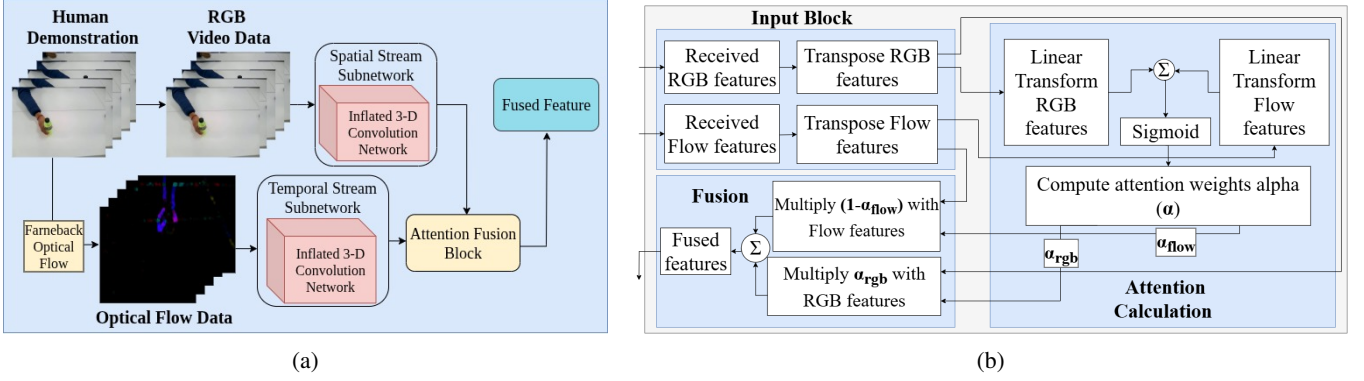 Human
Demonstration
RGB
Video Data
Spatial Stream
Subnetwork
Inflated 3-D
Convolution
Network
Fused Feature
Farneback
Optical
Flow
Temporal Stream
Subnetwork
Inflated 3-D
Convolution
Network
Attention Fusion
Block
Optical Flow Data
(a)
Input Block
Received
RGB features
Transpose RGB
features
Received
Flow features
Transpose Flow
features
Linear
Transform
RGB
features
Σ
Linear
Transform
Flow
features
Sigmoid
Compute attention weights alpha
(α)
αrgb
αflow
Attention
Calculation
Fusion
Multiply (1-αflow) with
Flow features
Σ
Fused
features
Multiply αrgb with
RGB features
(b)